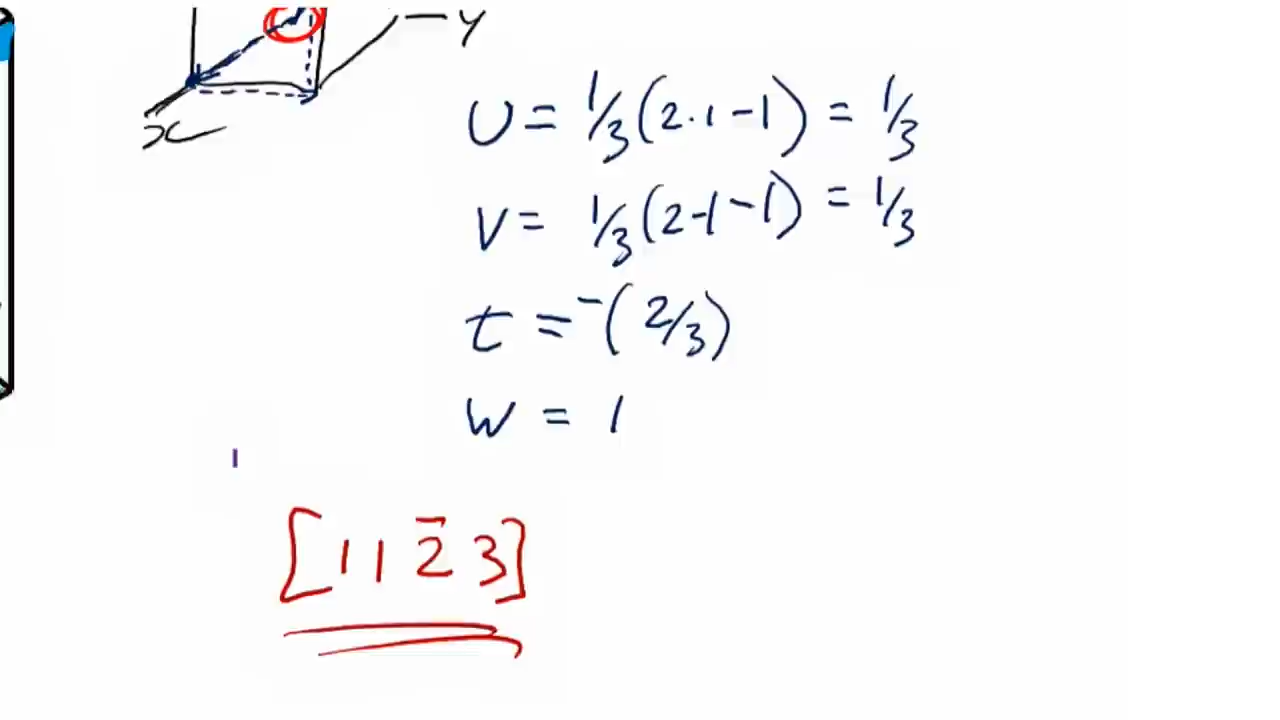 y
x
U = 1/3 (2·1 - 1) = 1/3
V = 1/3 (2·1 - 1) = 1/3
t = -(2/3)
W = 1
[1 1 2̄ 3]